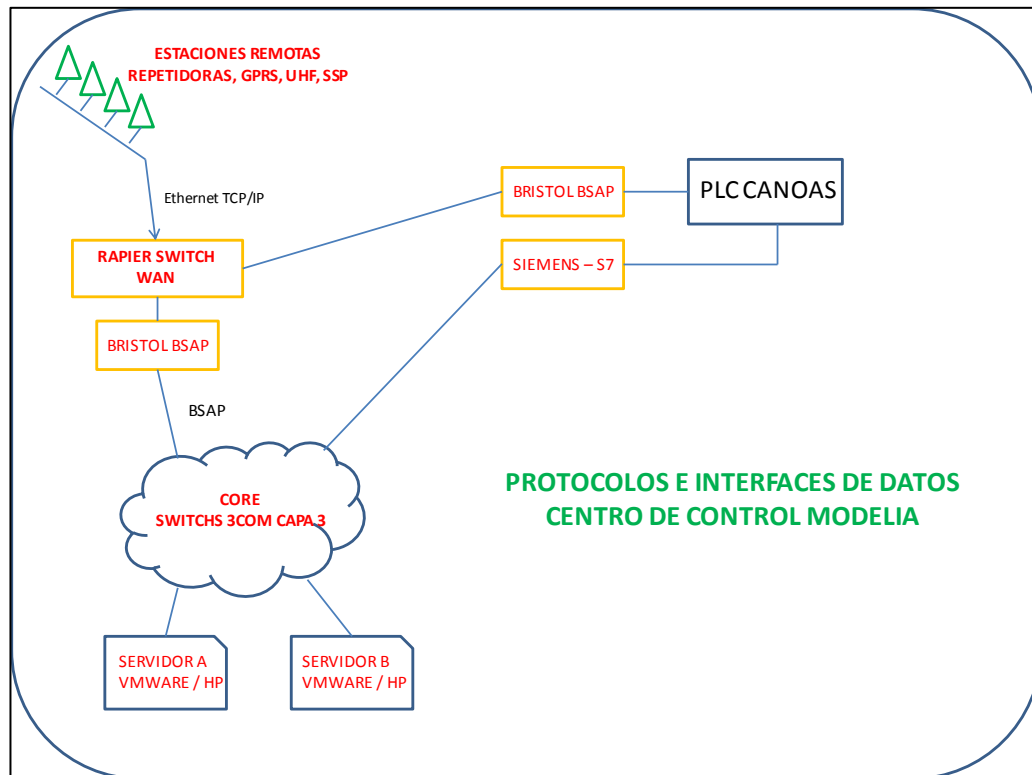 ESTACIONES REMOTAS
REPETIDORAS, GPRS, UHF, SSP
Ethernet TCP/IP
BRISTOL BSAP
PLC CANOAS
RAPIER SWITCH
WAN
SIEMENS – S7
BRISTOL BSAP
BSAP
CORE
SWITCHS 3COM CAPA 3
PROTOCOLOS E INTERFACES DE DATOS
CENTRO DE CONTROL MODELIA
SERVIDOR A
VMWARE / HP
SERVIDOR B
VMWARE / HP